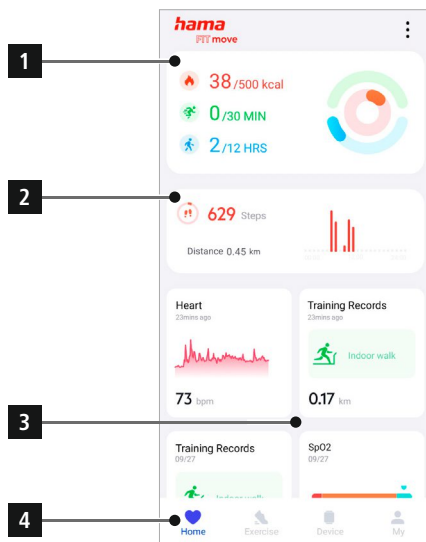 hama
FIT move
1
38/500 kcal
0/30 MIN
2/12 HRS
2
629 Steps
Distance 0.45 km
Heart
23mins ago
Training Records
23mins ago
Indoor walk
73 bpm
0.17 km
3
Training Records
09/27
SpO2
09/27
Indoor walk
4
Home
Exercise
Device
My